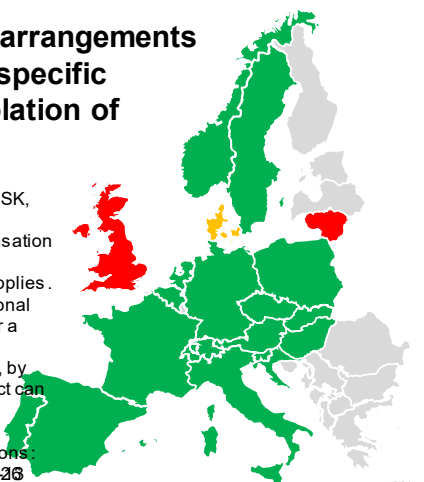 arrangements
specific
lation of
SK,
sation
pplies.
onal
r a
, by
ct can
ons: